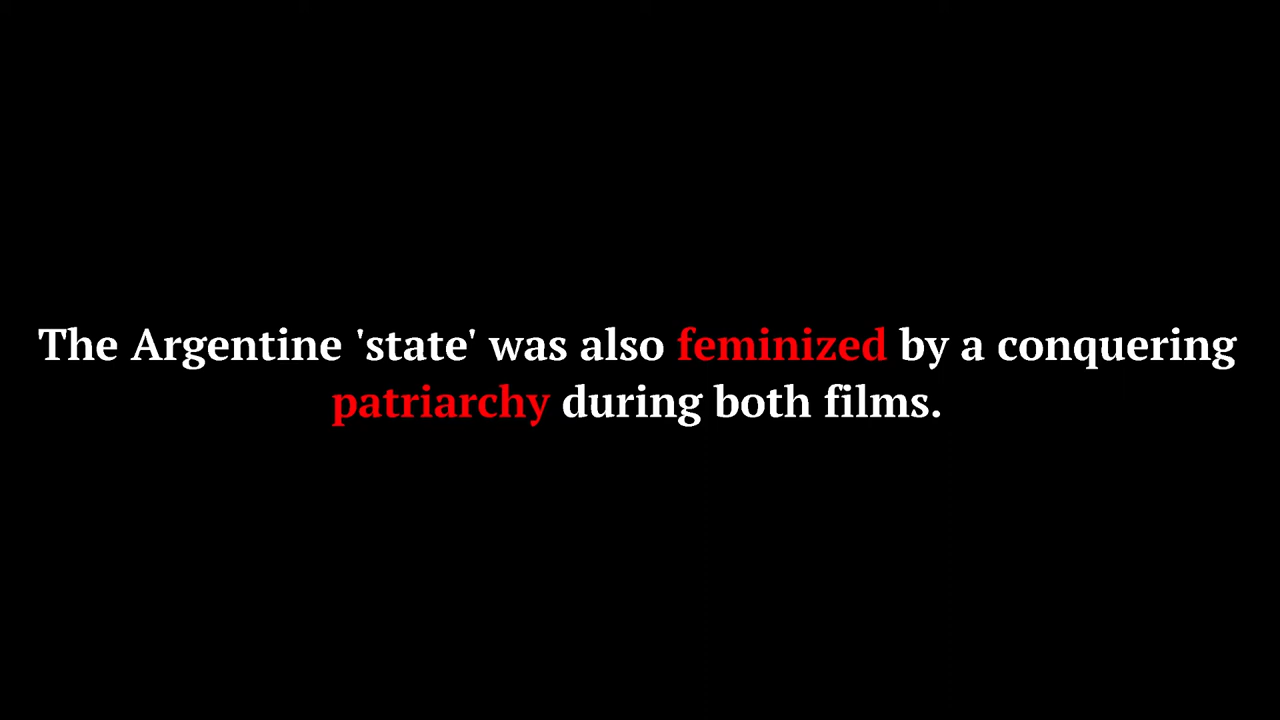 The Argentine 'state' was also feminized by a conquering
patriarchy during both films.